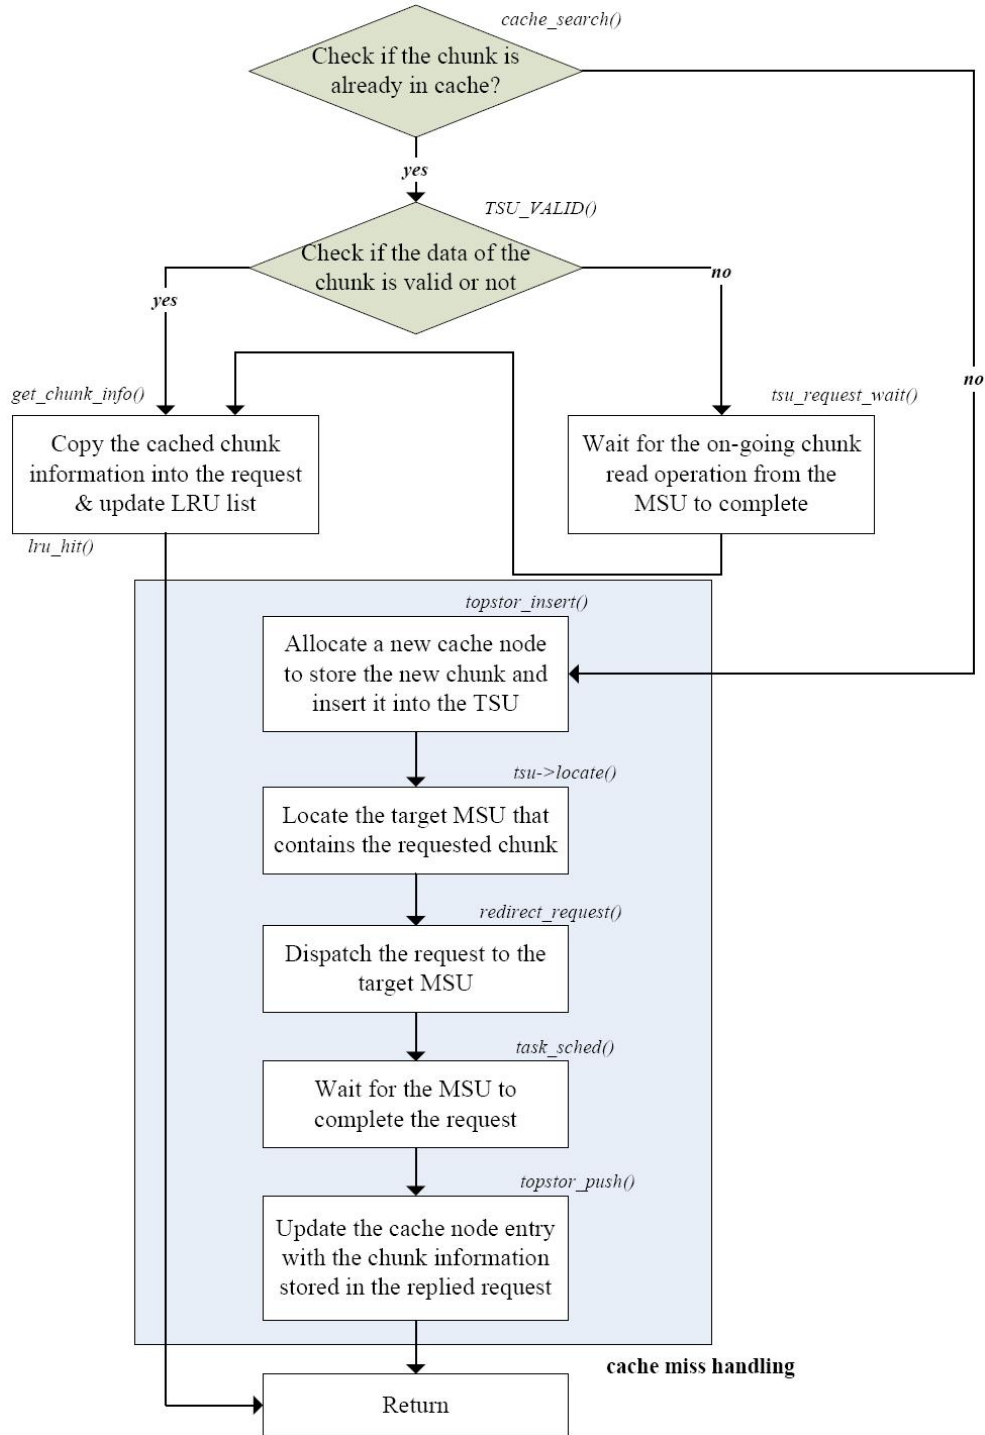 cache_search()
Check if the chunk is
already in cache?
yes
TSU_VALID()
Check if the data of the
chunk is valid or not
no
yes
no
get_chunk_info()
tsu_request_wait()
Copy the cached chunk
information into the request
& update LRU list
Wait for the on-going chunk
read operation from the
MSU to complete
lru_hit()
topstor_insert()
Allocate a new cache node
to store the new chunk and
insert it into the TSU
tsu->locate()
Locate the target MSU that
contains the requested chunk
redirect_request()
Dispatch the request to the
target MSU
task_sched()
Wait for the MSU to
complete the request
topstor_push()
Update the cache node entry
with the chunk information
stored in the replied request
cache miss handling
Return